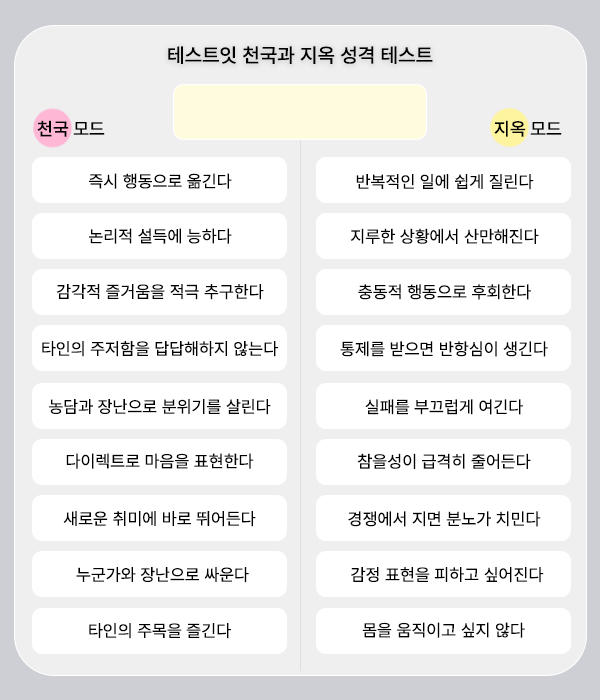 테스트잇 천국과 지옥 성격 테스트
천국 모드
지옥 모드
즉시 행동으로 옮긴다
반복적인 일에 쉽게 질린다
논리적 설득에 능하다
지루한 상황에서 산만해진다
감각적 즐거움을 적극 추구한다
충동적 행동으로 후회한다
타인의 주저함을 답답해하지 않는다
통제를 받으면 반항심이 생긴다
농담과 장난으로 분위기를 살린다
실패를 부끄럽게 여긴다
다이렉트로 마음을 표현한다
참을성이 급격히 줄어든다
새로운 취미에 바로 뛰어든다
경쟁에서 지면 분노가 치민다
누군가와 장난으로 싸운다
감정 표현을 피하고 싶어진다
타인의 주목을 즐긴다
몸을 움직이고 싶지 않다